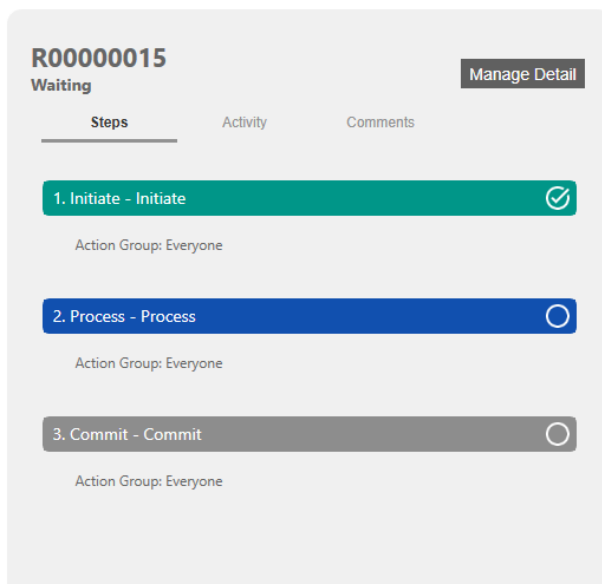 R00000015
Waiting
Manage Detail
Steps Activity Comments
1. Initiate - Initiate
Action Group: Everyone
2. Process - Process
Action Group: Everyone
3. Commit - Commit
Action Group: Everyone